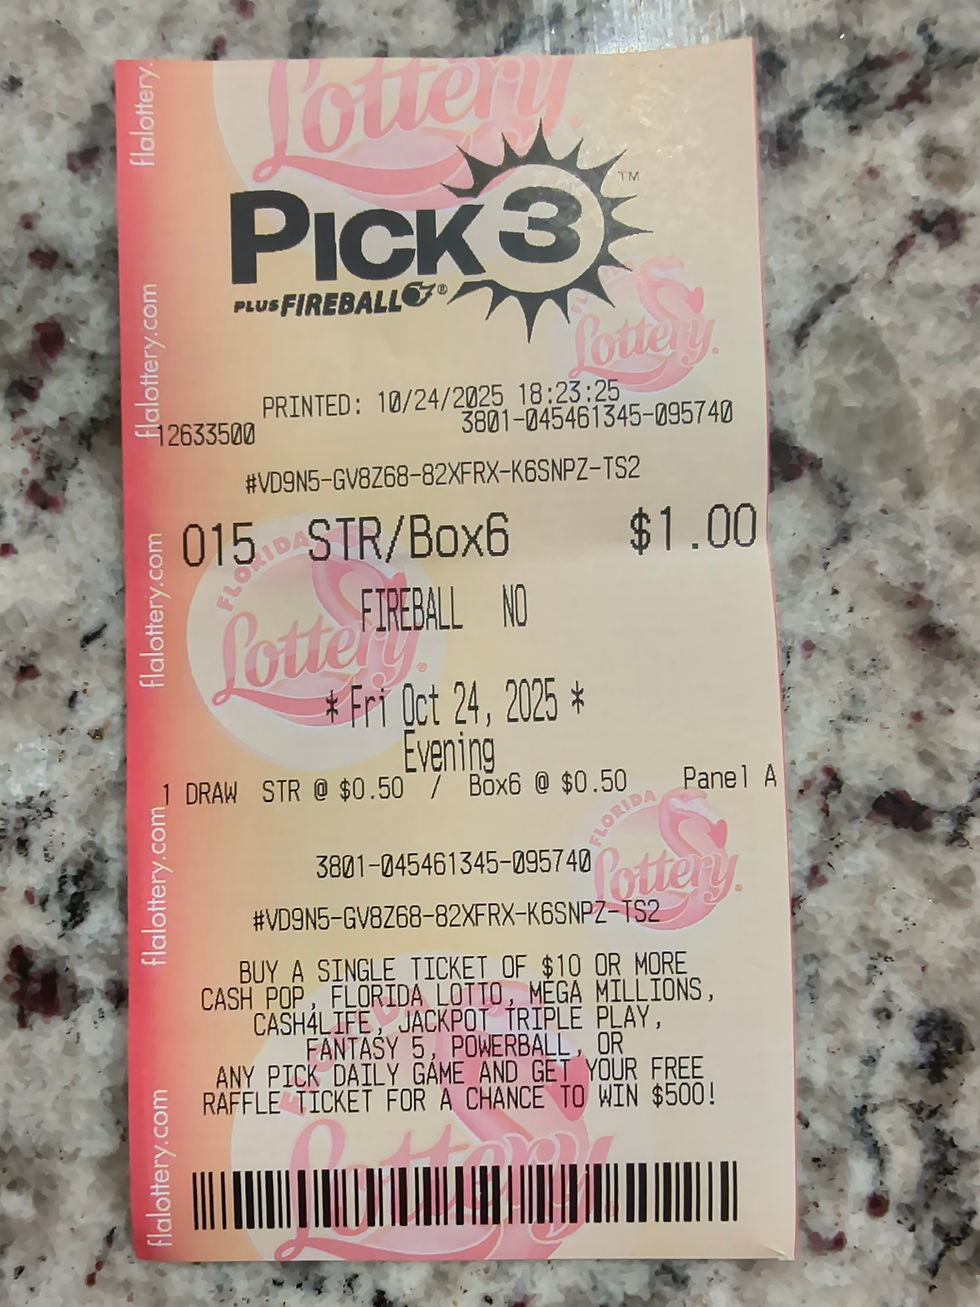 Lottery.
PICK 3™
PLUS FIREBALL®
Lottery.
PRINTED: 10/24/2025 18:23:25
12633500 3801-045461345-095740
#VD9N5-GV8Z68-82XFRX-K6SNPZ-TS2
015 STR/Box6 $1.00
FLORIDA
Lottery®
FIREBALL NO
* Fri Oct 24, 2025 *
Evening
1 DRAW STR @ $0.50 / Box6 @ $0.50 Panel A
FLORIDA
Lottery.
3801-045461345-095740
#VD9N5-GV8Z68-82XFRX-K6SNPZ-TS2
BUY A SINGLE TICKET OF $10 OR MORE
CASH POP, FLORIDA LOTTO, MEGA MILLIONS,
CASH4LIFE, JACKPOT TRIPLE PLAY,
FANTASY 5, POWERBALL, OR
ANY PICK DAILY GAME AND GET YOUR FREE
RAFFLE TICKET FOR A CHANCE TO WIN $500!
Lottery
flalottery.
flalottery.com
flalottery.com
flalottery.com
flalottery.com